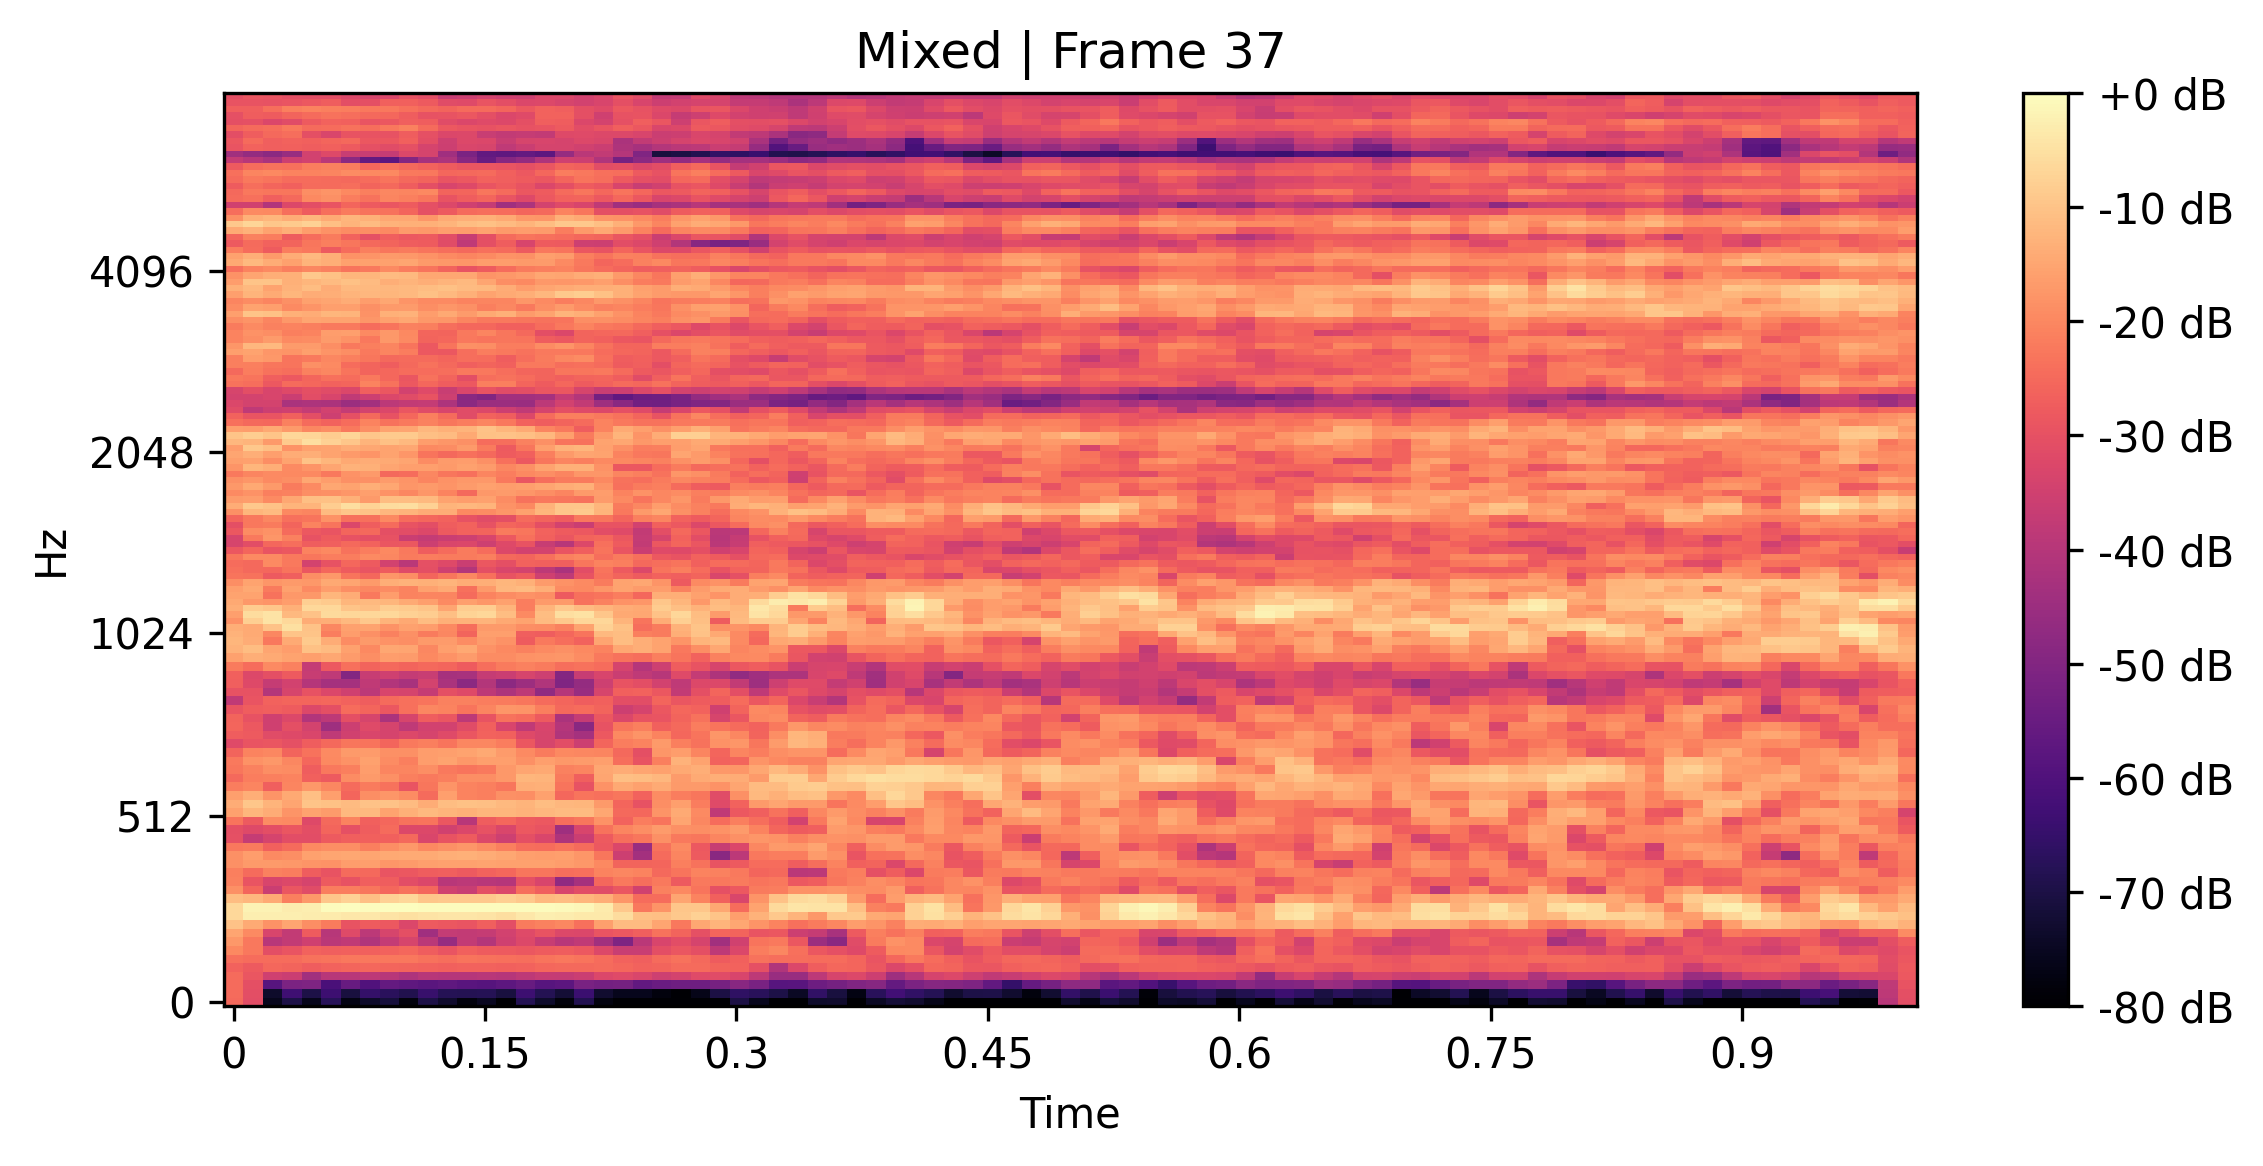 Mixed | Frame 37
Hz
4096
2048
1024
512
0
0 0.15 0.3 0.45 0.6 0.75 0.9
Time
+0 dB
-10 dB
-20 dB
-30 dB
-40 dB
-50 dB
-60 dB
-70 dB
-80 dB